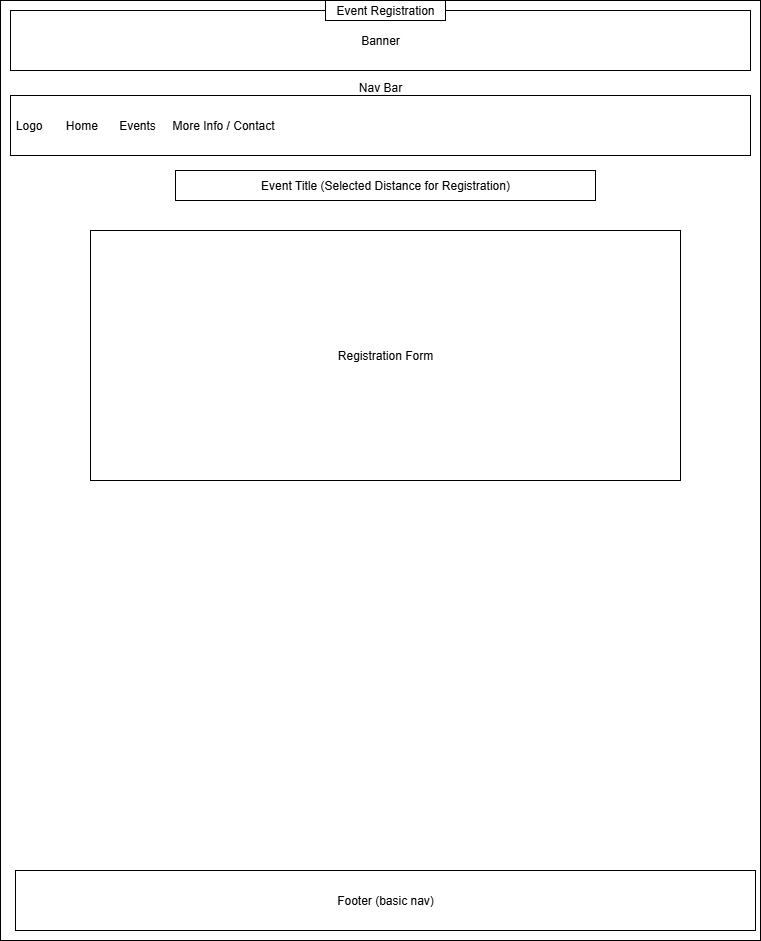 Event Registration
Banner
Nav Bar
Logo Home Events More Info / Contact
Event Title (Selected Distance for Registration)
Registration Form
Footer (basic nav)